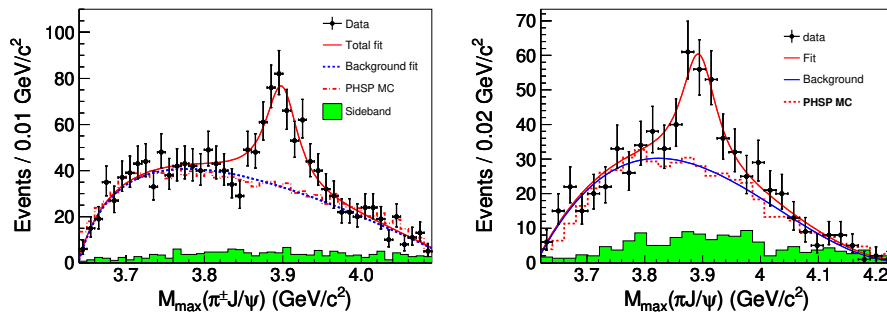 Events / 0.01 GeV/c²
100
80
60
40
20
0
3.7
3.8
3.9
4.0
M_max(π±J/ψ) (GeV/c²)
Data
Total fit
Background fit
PHSP MC
Sideband
Events / 0.02 GeV/c²
70
60
50
40
30
20
10
0
3.7
3.8
3.9
4
4.1
4.2
M_max(πJ/ψ) (GeV/c²)
data
Fit
Background
PHSP MC